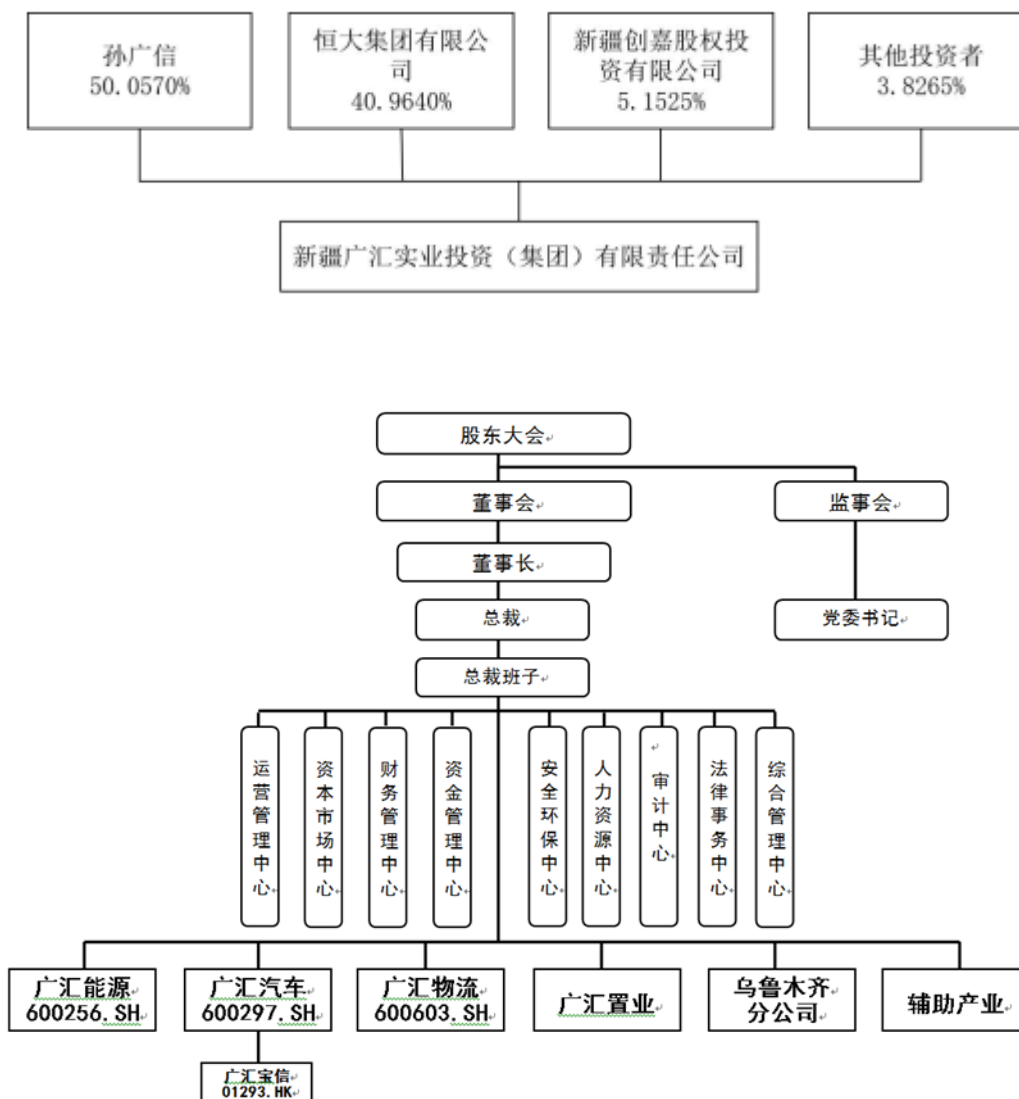 孙广信
50.0570%
恒大集团有限公
司
40.9640%
新疆创嘉股权投
资有限公司
5.1525%
其他投资者
3.8265%
新疆广汇实业投资（集团）有限责任公司
股东大会
董事会
监事会
董事长
总裁
党委书记
总裁班子
运营管理中心
资本市场中心
财务管理中心
资金管理中心
安全环保中心
人力资源中心
审计中心
法律事务中心
综合管理中心
广汇能源
600256.SH
广汇汽车
600297.SH
广汇物流
600603.SH
广汇置业
乌鲁木齐
分公司
辅助产业
广汇宝信
01293.HK